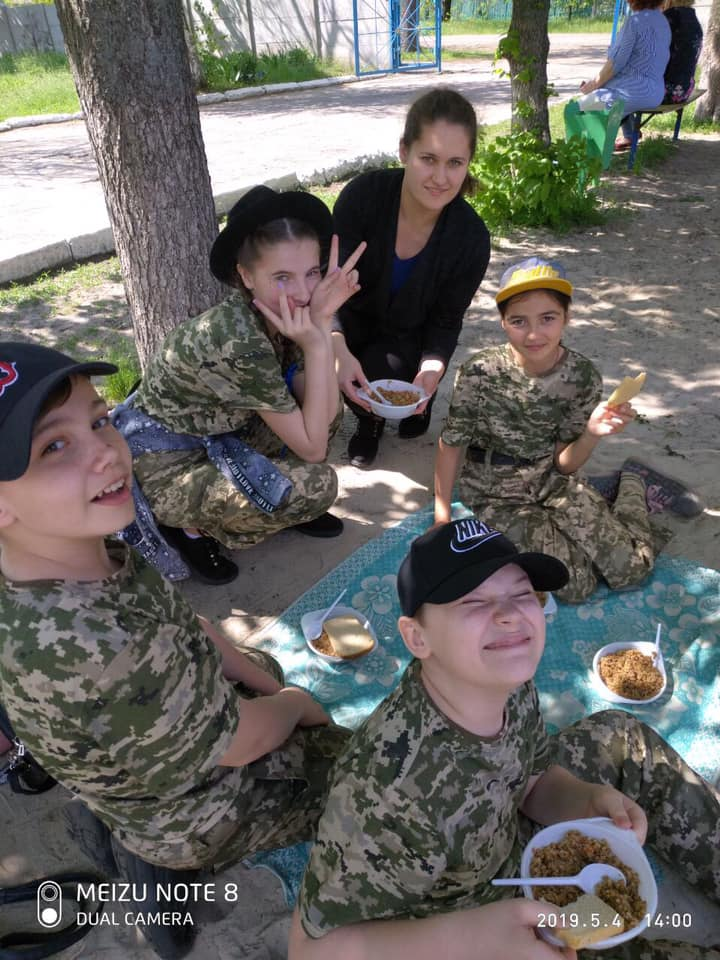 NIKE
MEIZU NOTE 8
DUAL CAMERA
2019.5.4 14:00